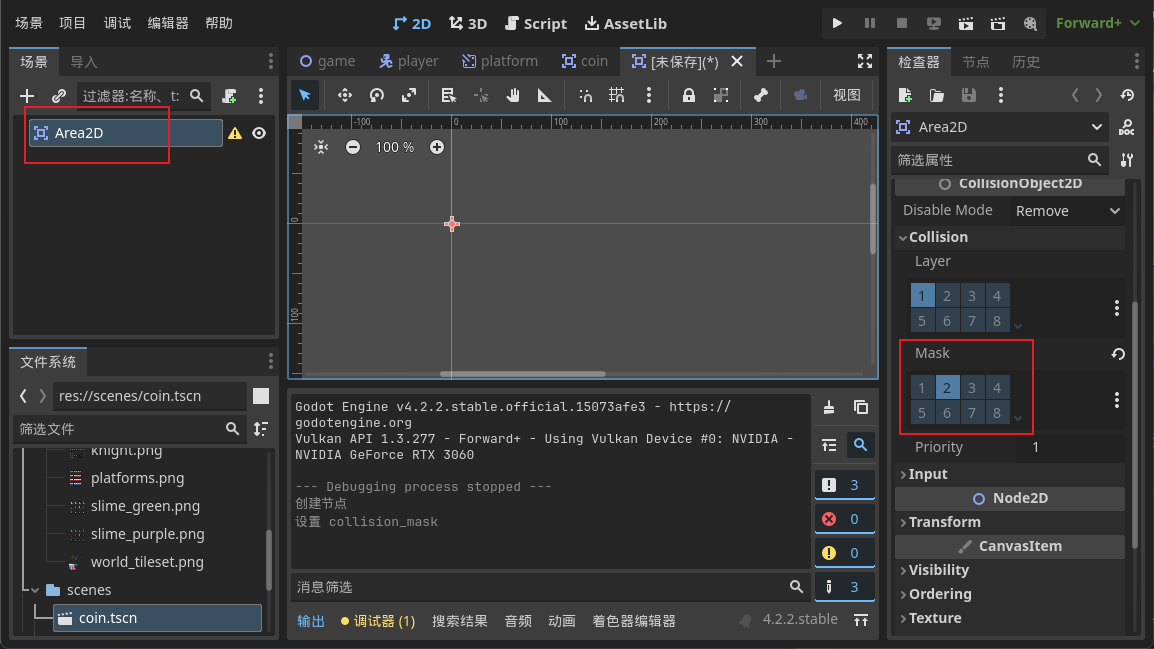 场景 项目 调试 编辑器 帮助 2D 3D Script AssetLib Forward+
场景 导入
过滤器:名称、t:
Area2D
文件系统
res://scenes/coin.tscn
筛选文件
knight.png
platforms.png
slime_green.png
slime_purple.png
world_tileset.png
scenes
coin.tscn
game player platform coin [未保存](*)
视图
-100 0 100 200 300 400
100 %
0
100
Godot Engine v4.2.2.stable.official.15073afe3 - https://
godotengine.org
Vulkan API 1.3.277 - Forward+ - Using Vulkan Device #0: NVIDIA -
NVIDIA GeForce RTX 3060
--- Debugging process stopped ---
创建节点
设置 collision_mask
3
0
0
3
消息筛选
输出 调试器 (1) 搜索结果 音频 动画 着色器编辑器 4.2.2.stable
检查器 节点 历史
Area2D DOC
筛选属性
CollisionObject2D
Disable Mode Remove
Collision
Layer
1 2 3 4
5 6 7 8
Mask
1 2 3 4
5 6 7 8
Priority 1
Input
Node2D
Transform
CanvasItem
Visibility
Ordering
Texture